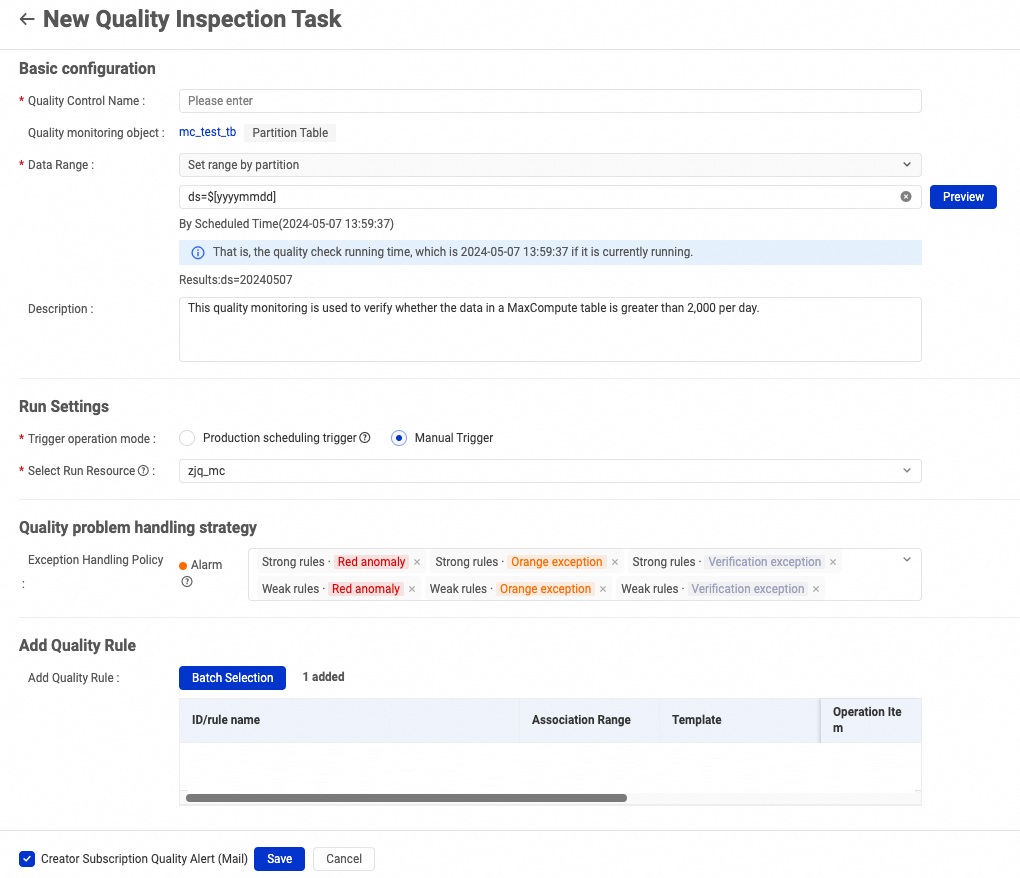 New Quality Inspection Task
Basic configuration
* Quality Control Name :
Please enter
Quality monitoring object :
mc_test_tb
Partition Table
* Data Range :
Set range by partition
ds=$[yyyymmdd]
Preview
By Scheduled Time(2024-05-07 13:59:37)
That is, the quality check running time, which is 2024-05-07 13:59:37 if it is currently running.
Results:ds=20240507
Description :
This quality monitoring is used to verify whether the data in a MaxCompute table is greater than 2,000 per day.
Run Settings
* Trigger operation mode :
Production scheduling trigger
Manual Trigger
* Select Run Resource :
zjq_mc
Quality problem handling strategy
Exception Handling Policy
:
Alarm
Strong rules · Red anomaly × Strong rules · Orange exception × Strong rules · Verification exception ×
Weak rules · Red anomaly × Weak rules · Orange exception × Weak rules · Verification exception ×
Add Quality Rule
Add Quality Rule :
Batch Selection
1 added
ID/rule name
Association Range
Template
Operation Ite
m
Creator Subscription Quality Alert (Mail)
Save
Cancel